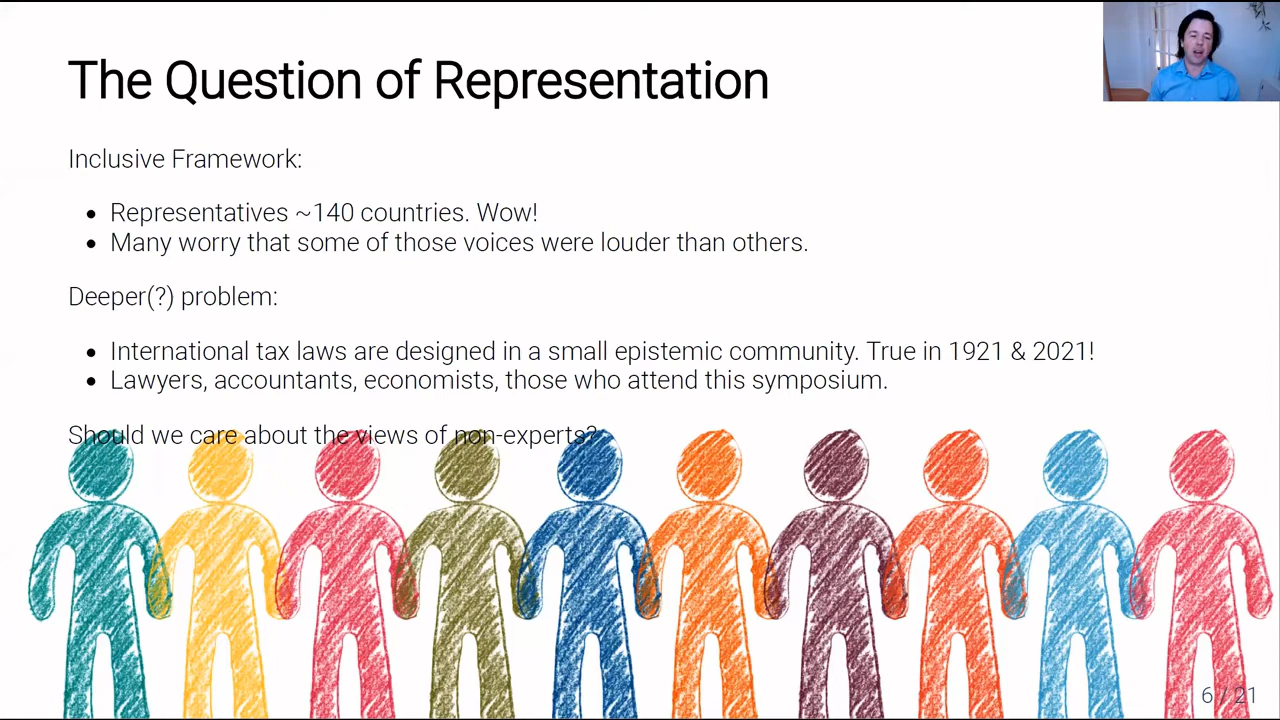 The Question of Representation
Inclusive Framework:
Representatives ~140 countries. Wow!
Many worry that some of those voices were louder than others.
Deeper(?) problem:
International tax laws are designed in a small epistemic community. True in 1921 & 2021!
Lawyers, accountants, economists, those who attend this symposium.
Should we care about the views of non-experts?
6 / 21